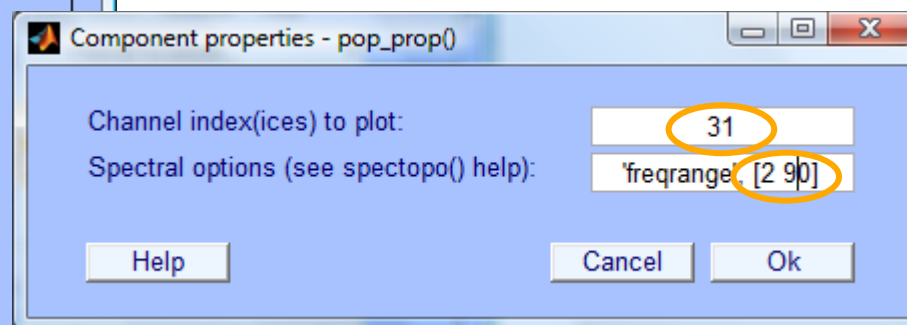 Component properties - pop_prop()
Channel index(ices) to plot: 31
Spectral options (see spectopo() help): 'freqrange', [2 90]
Help Cancel Ok